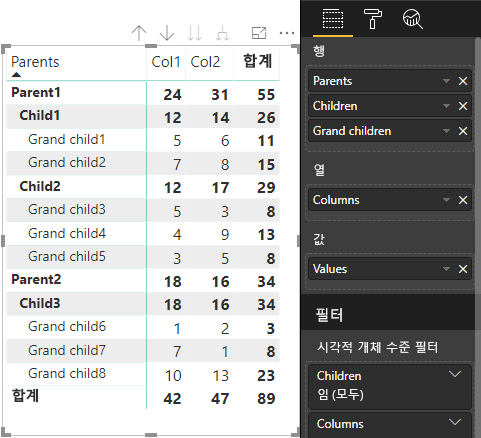 Parents Col1 Col2 합계
Parent1 24 31 55
Child1 12 14 26
Grand child1 5 6 11
Grand child2 7 8 15
Child2 12 17 29
Grand child3 5 3 8
Grand child4 4 9 13
Grand child5 3 5 8
Parent2 18 16 34
Child3 18 16 34
Grand child6 1 2 3
Grand child7 7 1 8
Grand child8 10 13 23
합계 42 47 89
행
Parents
Children
Grand children
열
Columns
값
Values
필터
시각적 개체 수준 필터
Children
임 (모두)
Columns